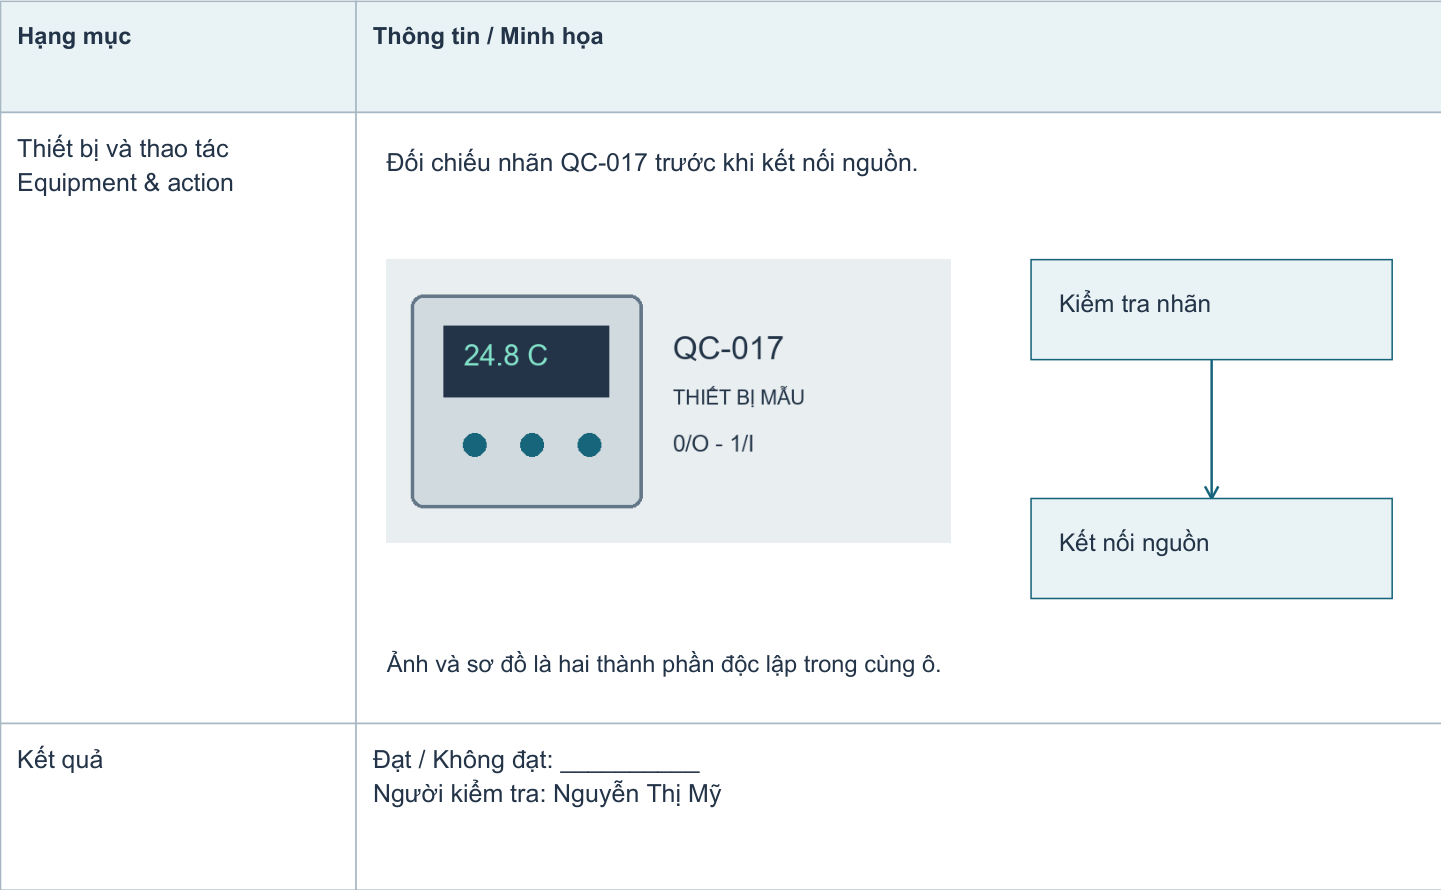 Hạng mục
Thông tin / Minh họa
Thiết bị và thao tác
Equipment & action
Đối chiếu nhãn QC-017 trước khi kết nối nguồn.
24.8 C
QC-017
THIẾT BỊ MẪU
0/O - 1/I
Kiểm tra nhãn
Kết nối nguồn
Ảnh và sơ đồ là hai thành phần độc lập trong cùng ô.
Kết quả
Đạt / Không đạt: __________
Người kiểm tra: Nguyễn Thị Mỹ